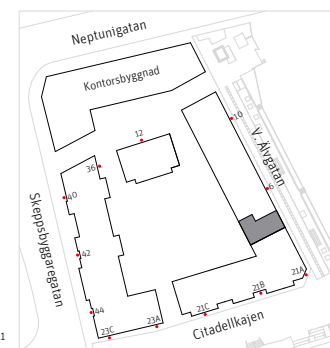 Neptunigatan
Kontorsbyggnad
12
10
V. Älvgatan
36
6
40
Skeppsbyggaregatan
42
21A
21B
44
21C
23A
23C
Citadellkajen
1